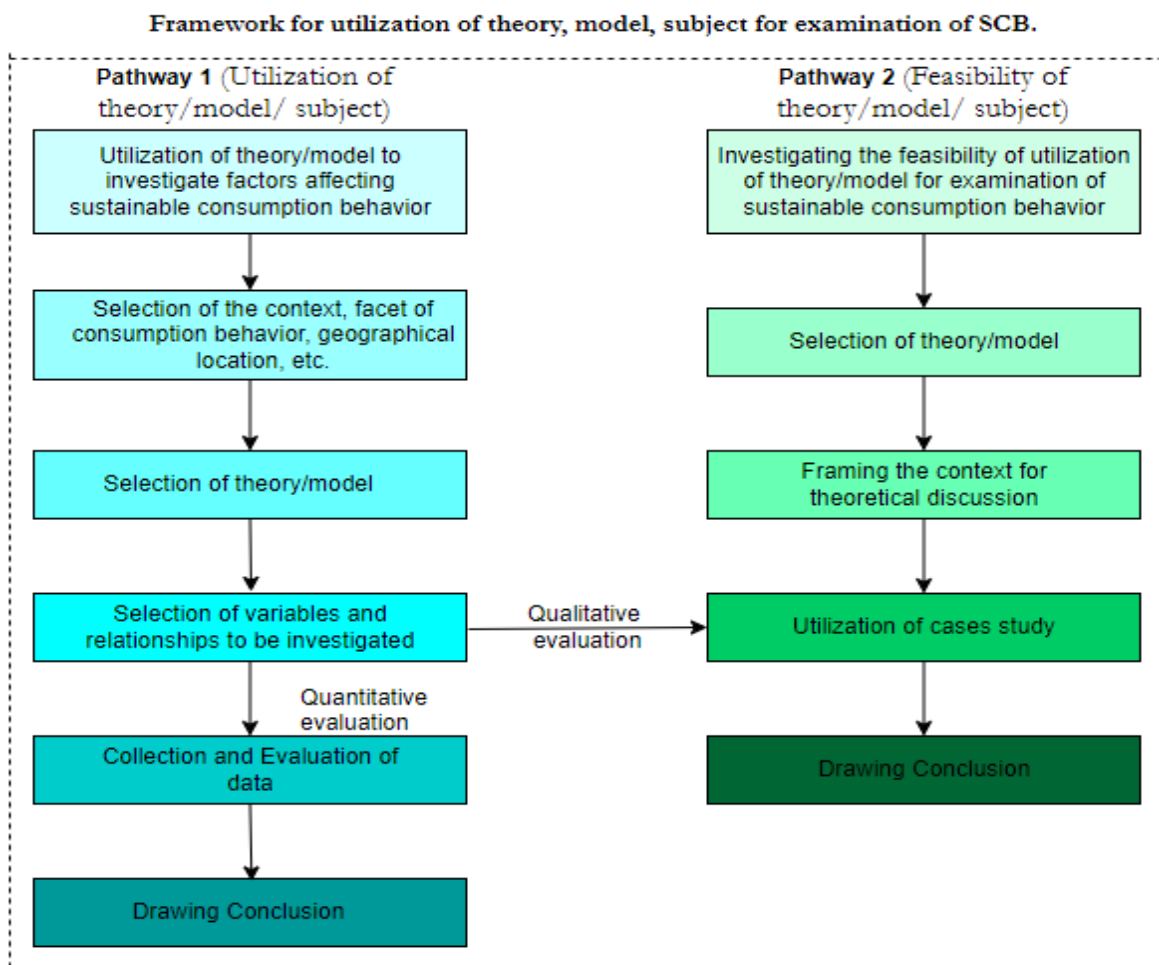 Framework for utilization of theory, model, subject for examination of SCB.
Pathway 1 (Utilization of
theory/model/ subject)
Utilization of theory/model to
investigate factors affecting
sustainable consumption behavior
Selection of the context, facet of
consumption behavior, geographical
location, etc.
Selection of theory/model
Selection of variables and
relationships to be investigated
Quantitative
evaluation
Collection and Evaluation of
data
Drawing Conclusion
Qualitative
evaluation
Pathway 2 (Feasibility of
theory/model/ subject)
Investigating the feasibility of utilization
of theory/model for examination of
sustainable consumption behavior
Selection of theory/model
Framing the context for
theoretical discussion
Utilization of cases study
Drawing Conclusion